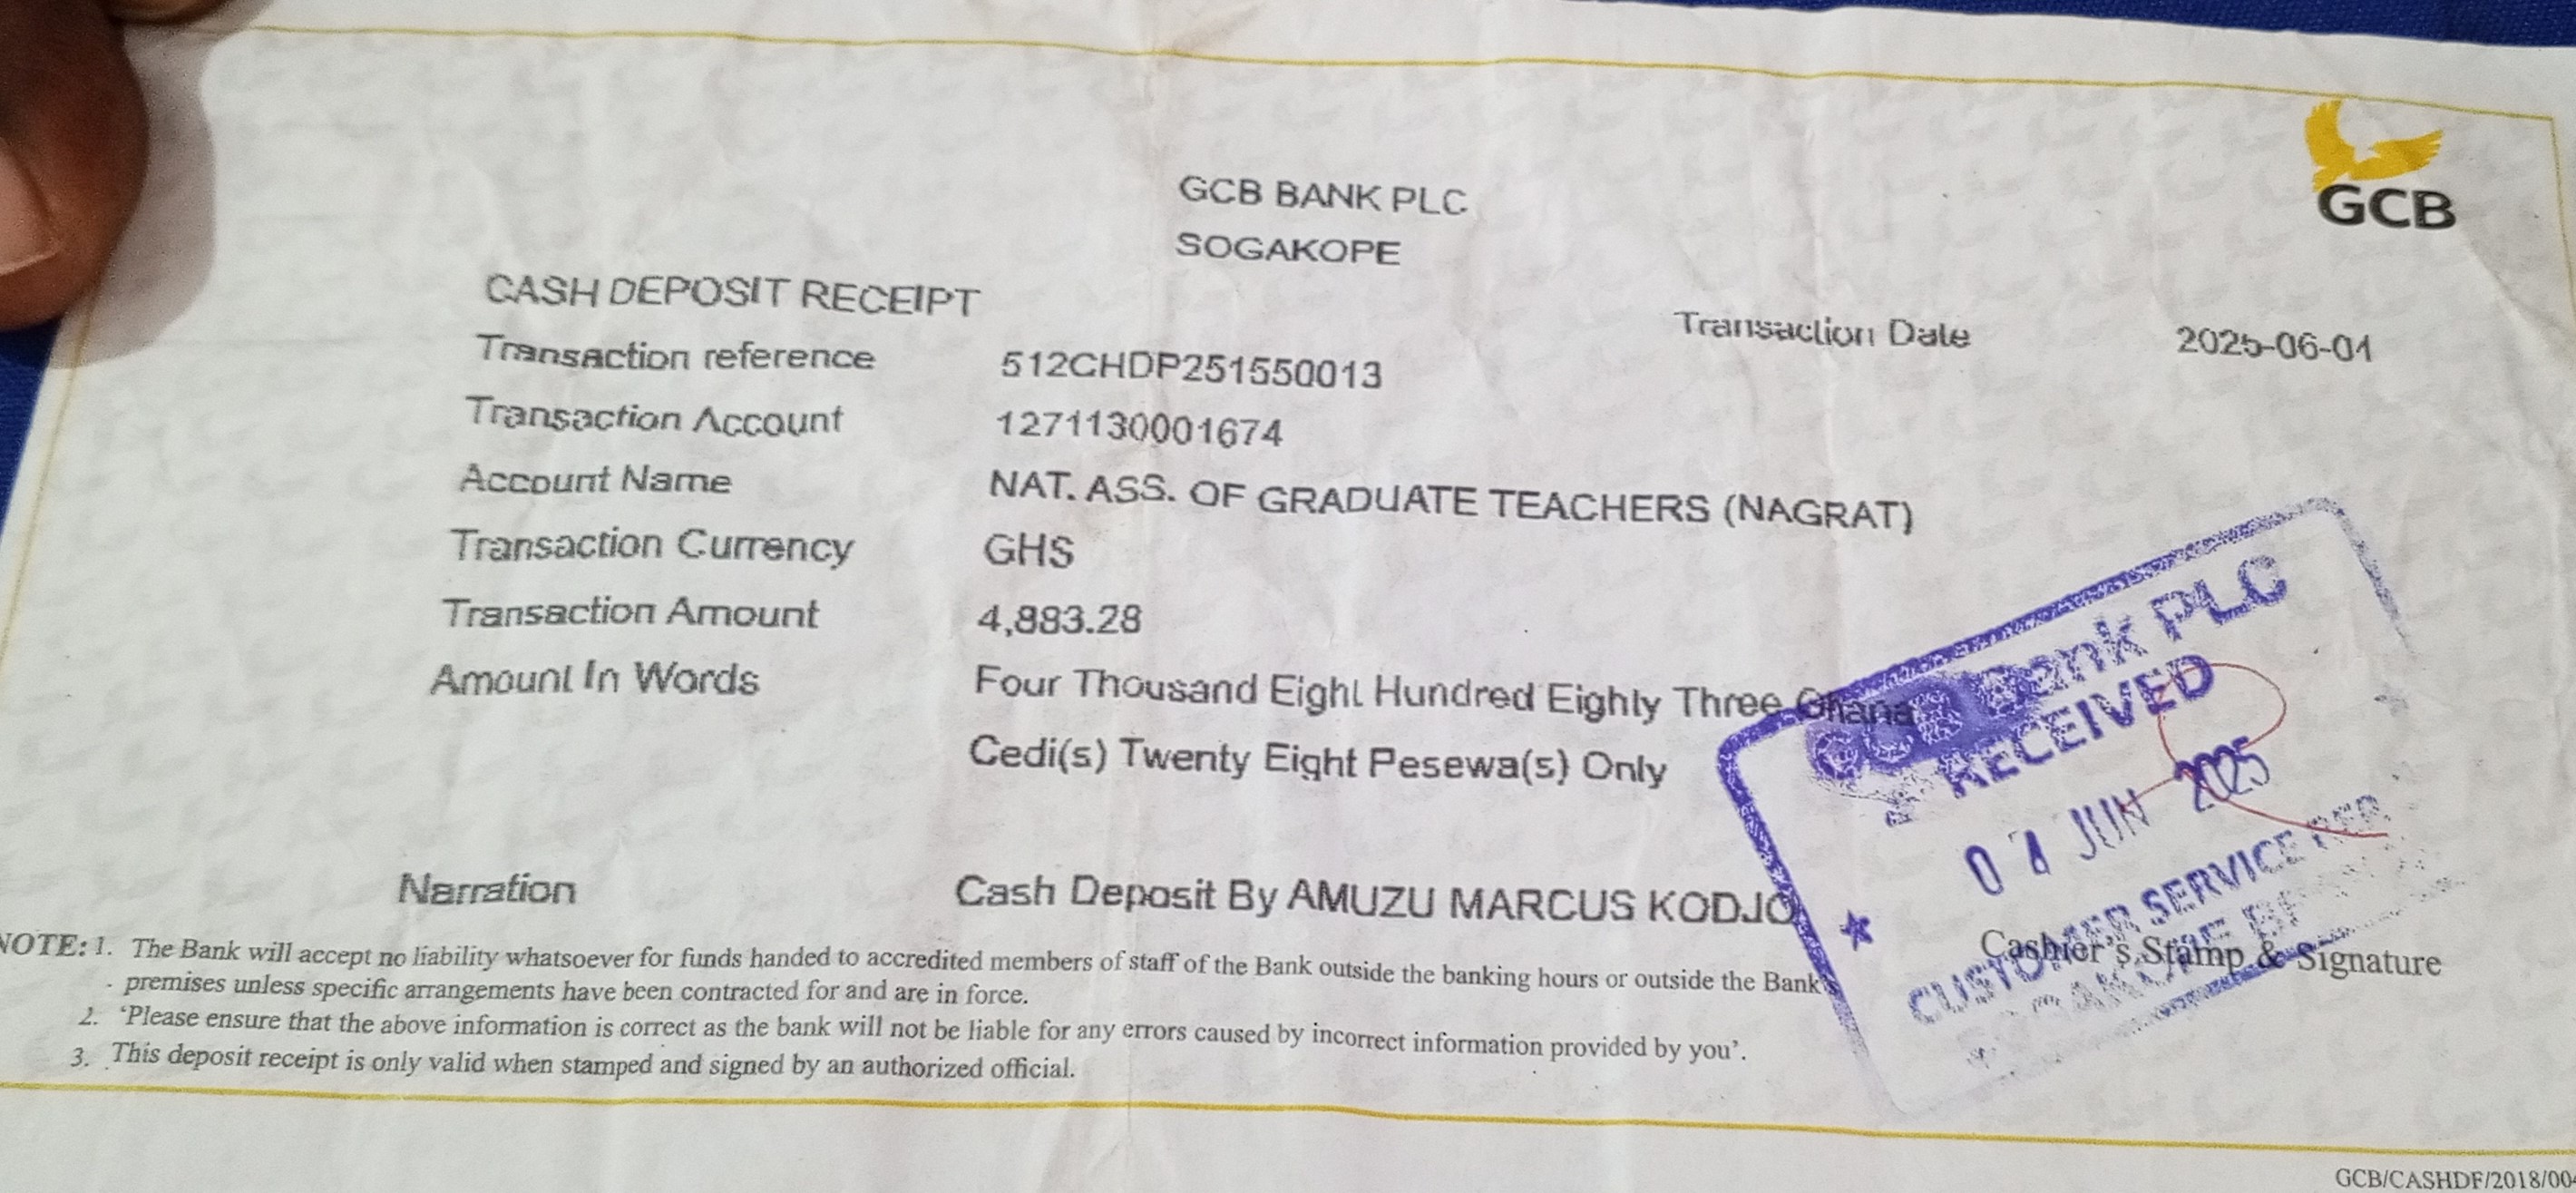 GCB
GCB BANK PLC
SOGAKOPE
CASH DEPOSIT RECEIPT
Transaction Date 2025-06-04
Transaction reference 512CHDP251550013
Transaction Account 1271130001674
Account Name NAT. ASS. OF GRADUATE TEACHERS (NAGRAT)
Transaction Currency GHS
Transaction Amount 4,883.28
Amount In Words Four Thousand Eight Hundred Eighty Three Ghana
Cedi(s) Twenty Eight Pesewa(s) Only
Narration Cash Deposit By AMUZU MARCUS KODJO
GCB Bank PLC
RECEIVED
JUN 2025
CUSTOMER SERVICE
Cashier's Stamp & Signature
NOTE: 1. The Bank will accept no liability whatsoever for funds handed to accredited members of staff of the Bank outside the banking hours or outside the Bank's
premises unless specific arrangements have been contracted for and are in force.
2. 'Please ensure that the above information is correct as the bank will not be liable for any errors caused by incorrect information provided by you'.
3. This deposit receipt is only valid when stamped and signed by an authorized official.
GCB/CASHDF/2018/00